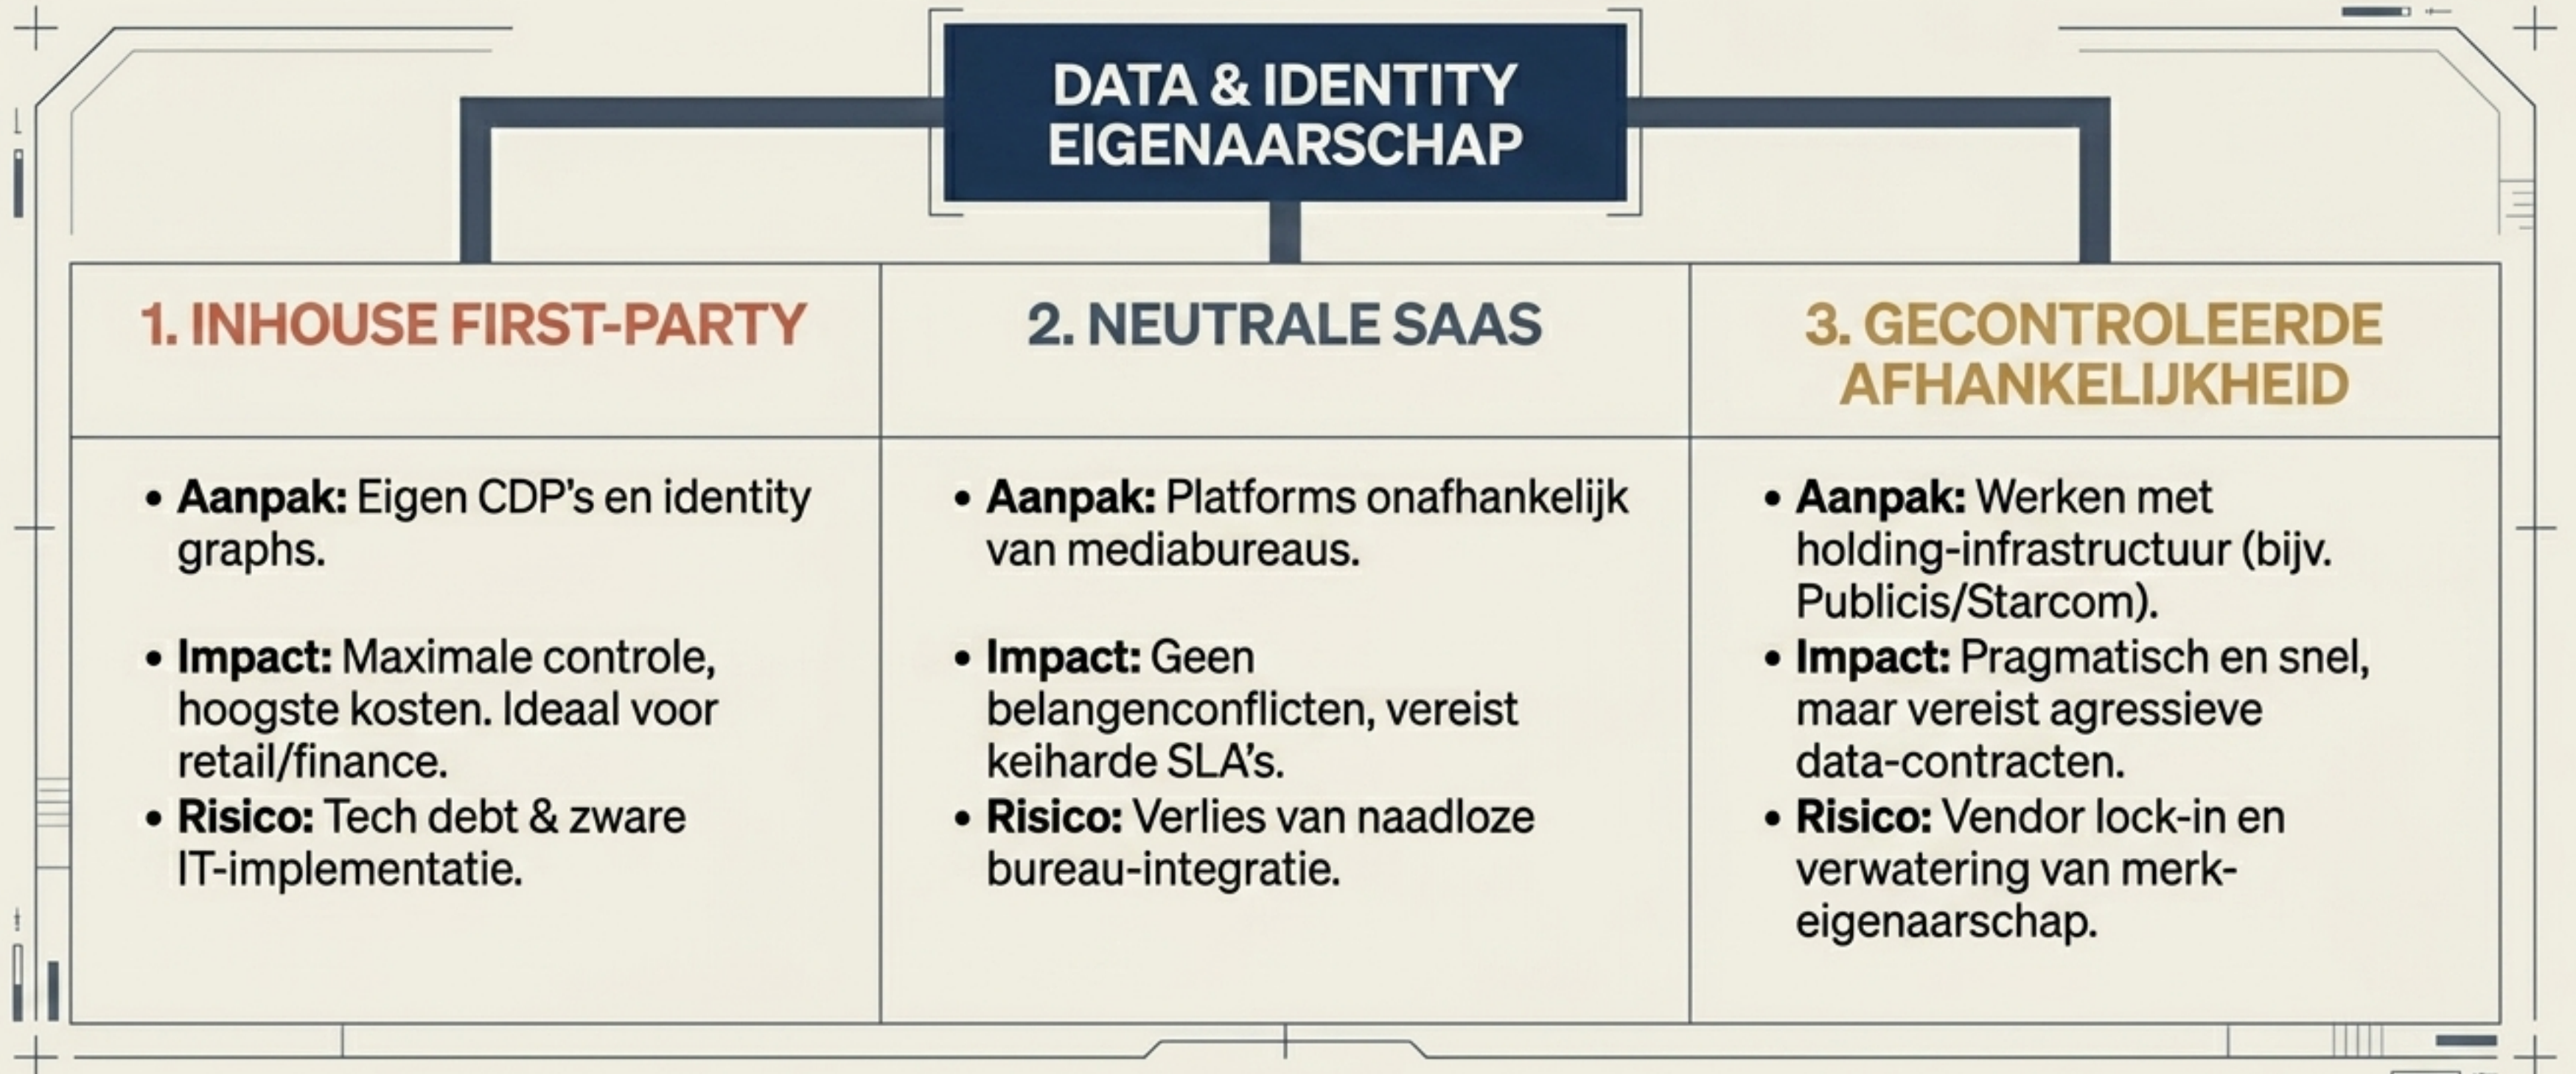 DATA & IDENTITY
EIGENAARSCHAP
1. INHOUSE FIRST-PARTY
• Aanpak: Eigen CDP's en identity
graphs.
• Impact: Maximale controle,
hoogste kosten. Ideaal voor
retail/finance.
• Risico: Tech debt & zware
IT-implementatie.
2. NEUTRALE SAAS
• Aanpak: Platforms onafhankelijk
van mediabureaus.
• Impact: Geen
belangenconflicten, vereist
keiharde SLA's.
• Risico: Verlies van naadloze
bureau-integratie.
3. GECONTROLEERDE
AFHANKELIJKHEID
• Aanpak: Werken met
holding-infrastructuur (bijv.
Publicis/Starcom).
• Impact: Pragmatisch en snel,
maar vereist agressieve
data-contracten.
• Risico: Vendor lock-in en
verwatering van merk-
eigenaarschap.